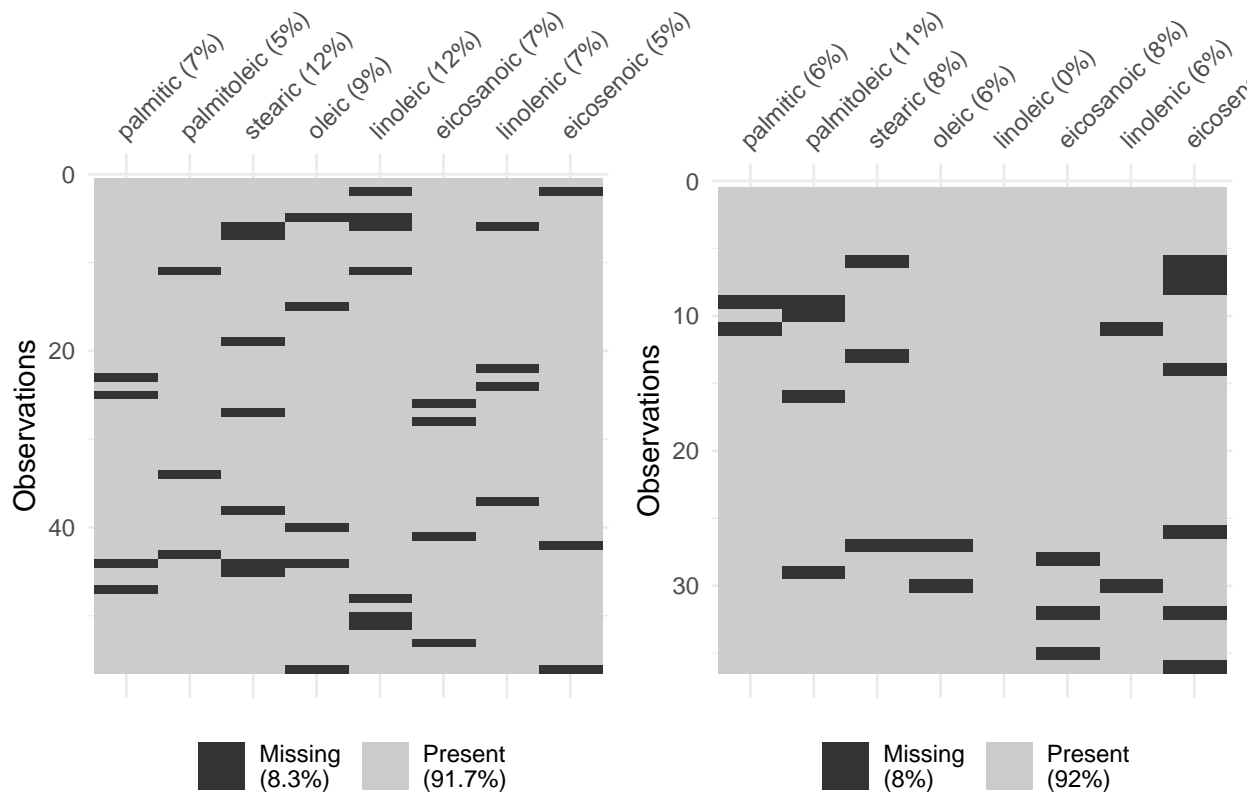 palmitic (7%)
palmitoleic (5%)
stearic (12%)
oleic (9%)
linoleic (12%)
eicosanoic (7%)
linolenic (7%)
eicosenoic (5%)
0
20
40
Observations
Missing
(8.3%)
Present
(91.7%)
palmitic (6%)
palmitoleic (11%)
stearic (8%)
oleic (6%)
linoleic (0%)
eicosanoic (8%)
linolenic (6%)
0
10
20
30
Observations
Missing
(8%)
Present
(92%)